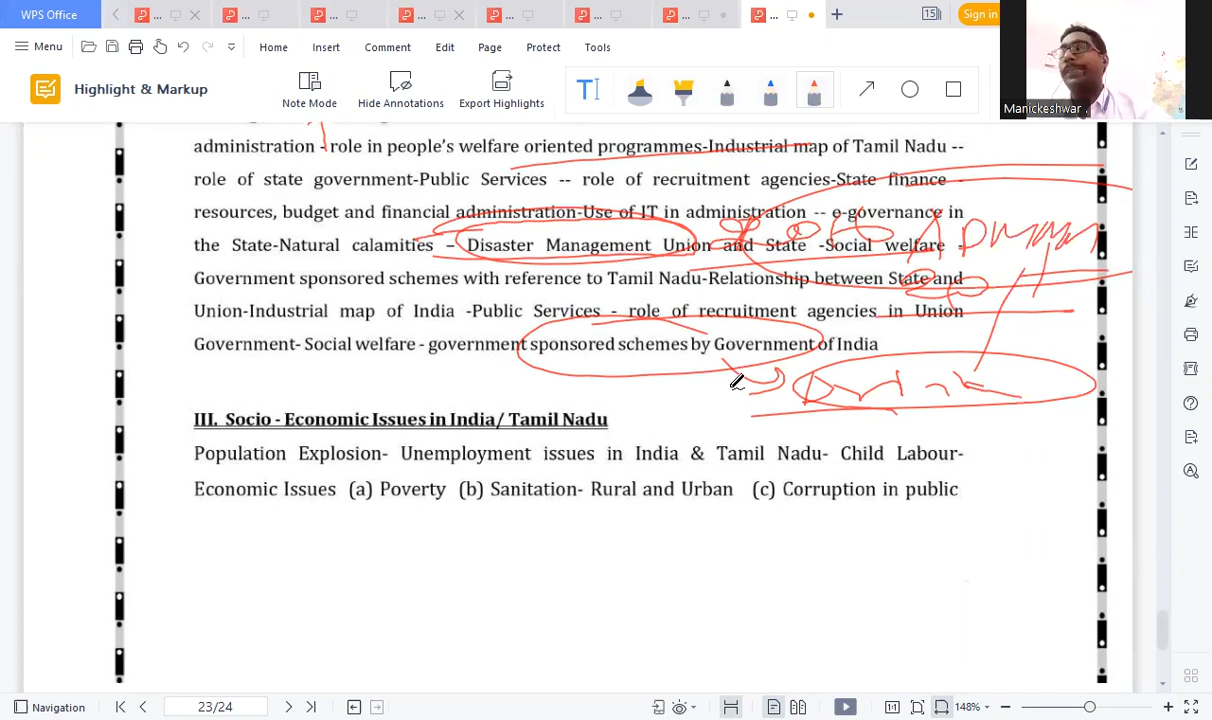 WPS Office
... ... ... ... ... ... ... ...
15
Sign in
Menu Home Insert Comment Edit Page Protect Tools
Highlight & Markup
Note Mode Hide Annotations Export Highlights
Manickeshwar .
administration - role in people's welfare oriented programmes-Industrial map of Tamil Nadu --
role of state government-Public Services -- role of recruitment agencies-State finance -
resources, budget and financial administration-Use of IT in administration -- e-governance in
the State-Natural calamities – Disaster Management Union and State -Social welfare -
Government sponsored schemes with reference to Tamil Nadu-Relationship between State and
Union-Industrial map of India -Public Services - role of recruitment agencies in Union
Government- Social welfare - government sponsored schemes by Government of India
III. Socio - Economic Issues in India/ Tamil Nadu
Population Explosion- Unemployment issues in India & Tamil Nadu- Child Labour-
Economic Issues (a) Poverty (b) Sanitation- Rural and Urban (c) Corruption in public
Navigation 23/24 1:1 148%